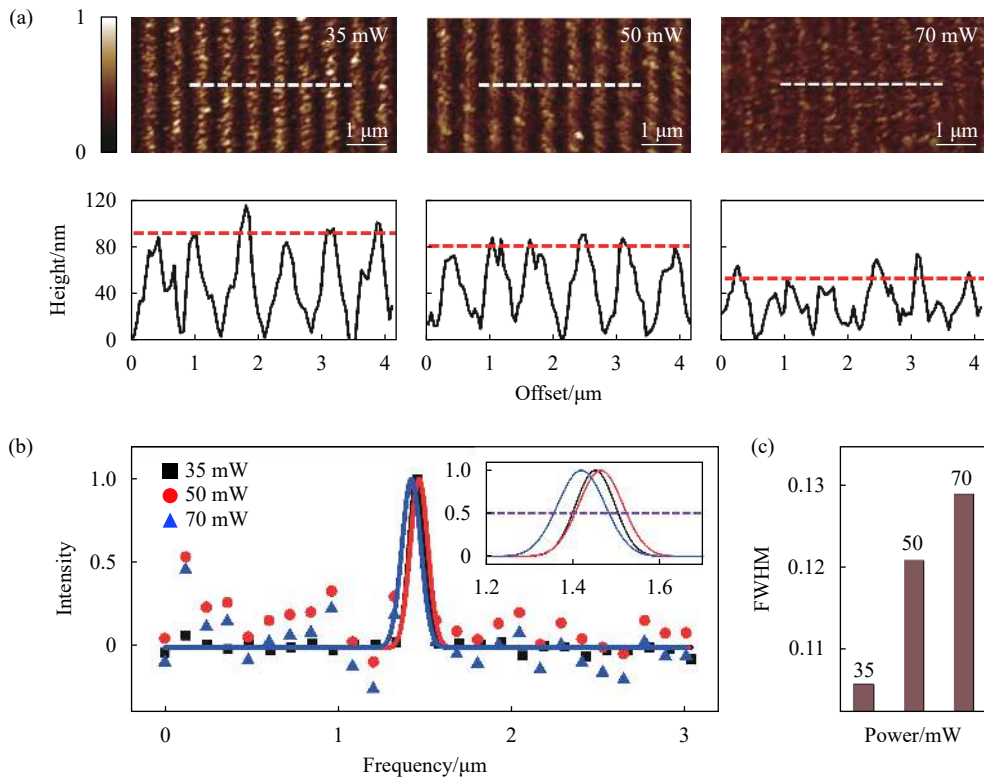 (a)
1
0
35 mW
1 μm
50 mW
1 μm
70 mW
1 μm
Height/nm
120
80
40
0
0 1 2 3 4
0 1 2 3 4
0 1 2 3 4
Offset/μm
(b)
Intensity
1.0
0.5
0
35 mW
50 mW
70 mW
1.0
0.5
0
1.2 1.4 1.6
0 1 2 3
Frequency/μm
(c)
FWHM
0.13
0.12
0.11
35
50
70
Power/mW